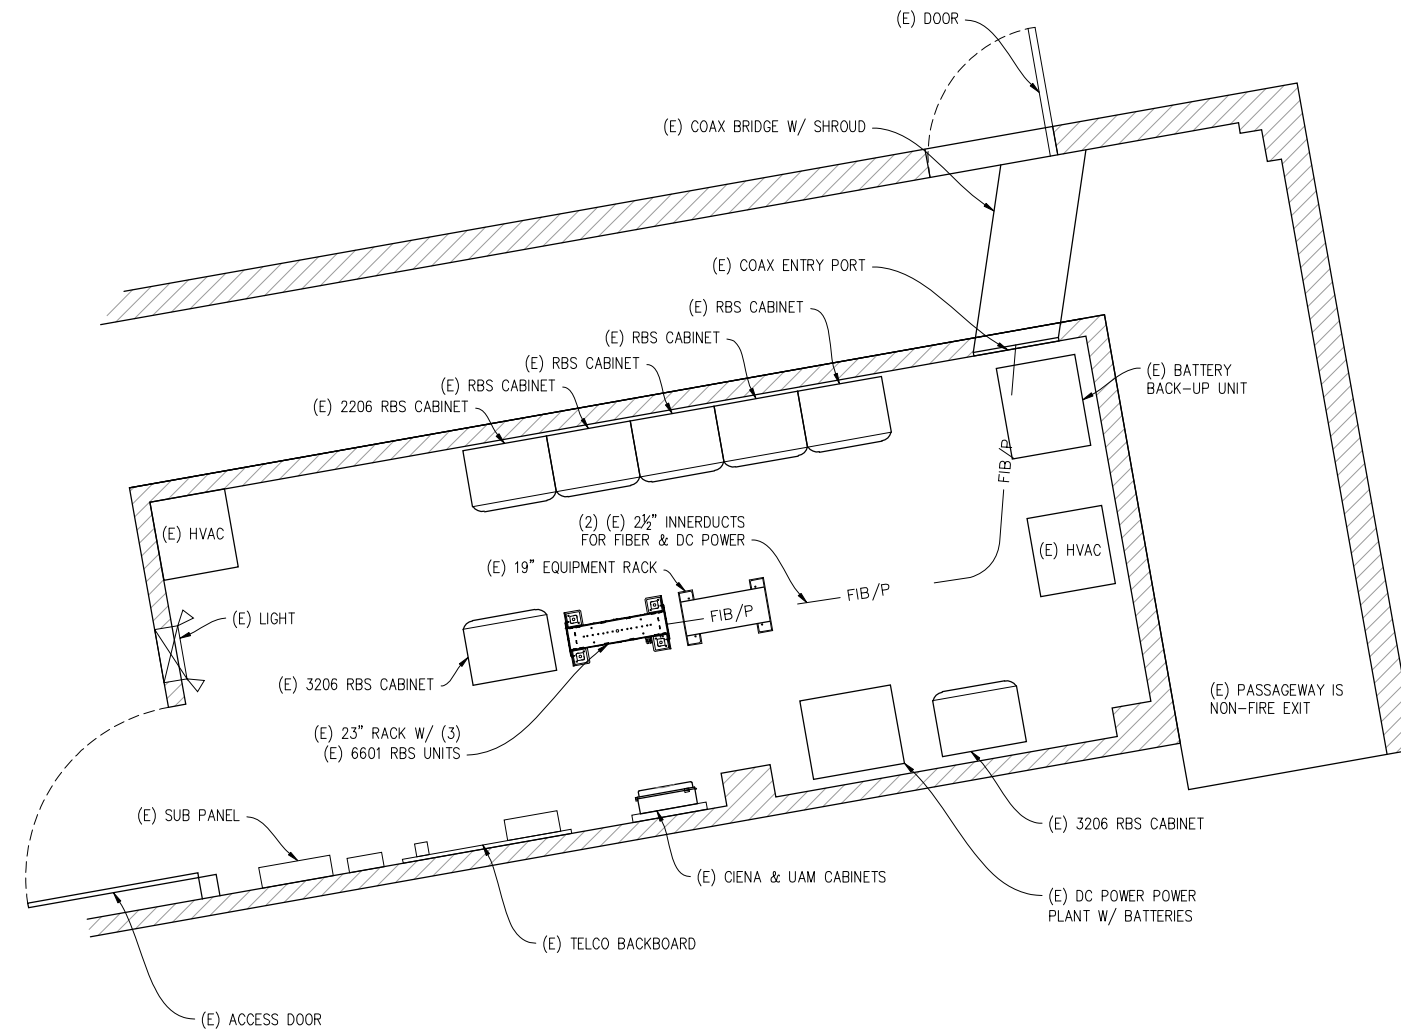 (E) DOOR
(E) COAX BRIDGE W/ SHROUD
(E) COAX ENTRY PORT
(E) RBS CABINET
(E) RBS CABINET
(E) RBS CABINET
(E) RBS CABINET
(E) 2206 RBS CABINET
(E) BATTERY
BACK-UP UNIT
FIB/P
(E) HVAC
(2) (E) 2½" INNERDUCTS
FOR FIBER & DC POWER
(E) HVAC
(E) 19" EQUIPMENT RACK
FIB/P
FIB/P
(E) LIGHT
(E) 3206 RBS CABINET
(E) PASSAGEWAY IS
NON-FIRE EXIT
(E) 23" RACK W/ (3)
(E) 6601 RBS UNITS
(E) SUB PANEL
(E) 3206 RBS CABINET
(E) CIENA & UAM CABINETS
(E) DC POWER POWER
PLANT W/ BATTERIES
(E) TELCO BACKBOARD
(E) ACCESS DOOR